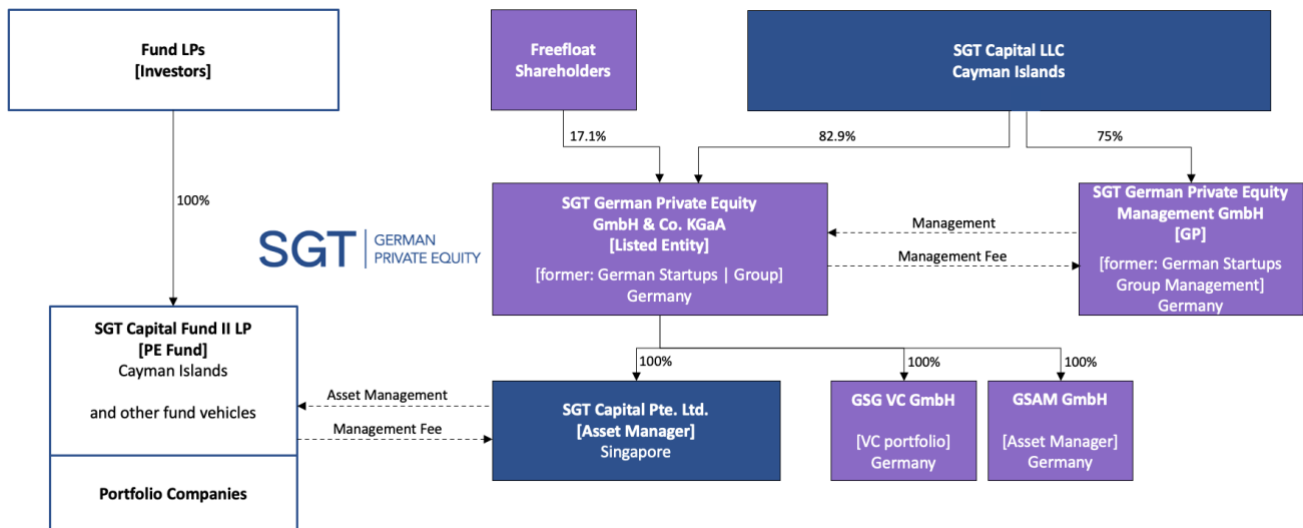 Fund LPs
[Investors]
Freefloat
Shareholders
SGT Capital LLC
Cayman Islands
17.1%
82.9%
75%
100%
SGT German Private Equity
GmbH & Co. KGaA
[Listed Entity]
[former: German Startups | Group]
Germany
Management
Management Fee
SGT German Private Equity
Management GmbH
[GP]
[former: German Startups
Group Management]
Germany
SGT | GERMAN
PRIVATE EQUITY
SGT Capital Fund II LP
[PE Fund]
Cayman Islands
and other fund vehicles
Portfolio Companies
Asset Management
Management Fee
100%
100%
100%
SGT Capital Pte. Ltd.
[Asset Manager]
Singapore
GSG VC GmbH
[VC portfolio]
Germany
GSAM GmbH
[Asset Manager]
Germany